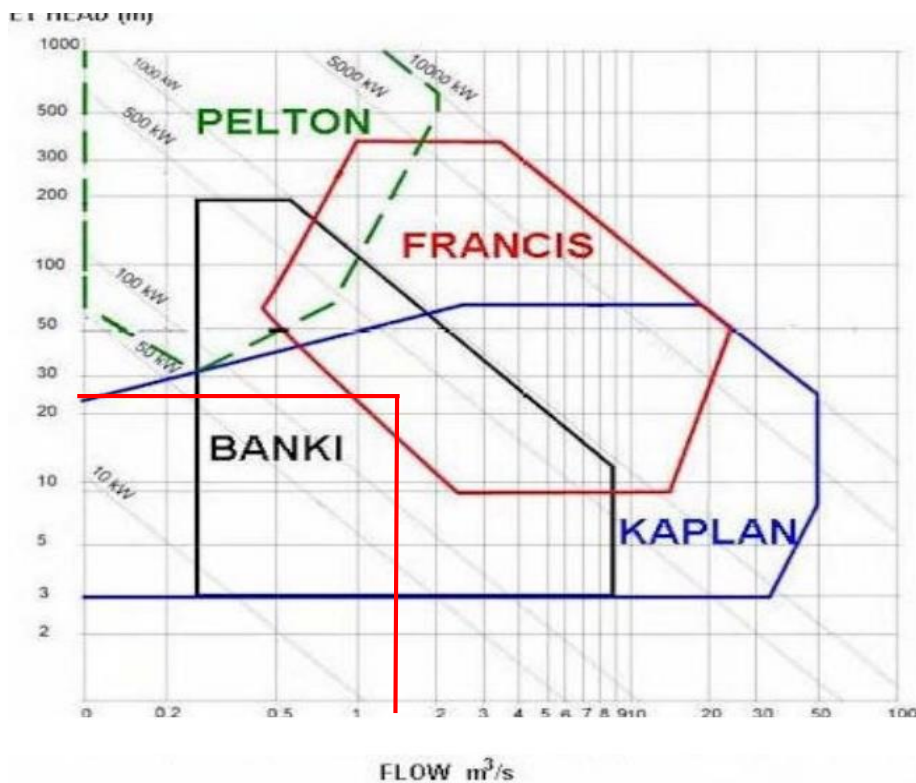 ET HEAD (m)
1000
1000 kW
5000 kW
10000 kW
500
500 kW
PELTON
300
200
FRANCIS
100
100 kW
50
50 kW
30
20
BANKI
10
10 kW
KAPLAN
5
3
2
0 0.2 0.5 1 2 3 4 5 6 7 8 9 10 20 30 50 100
FLOW m³/s